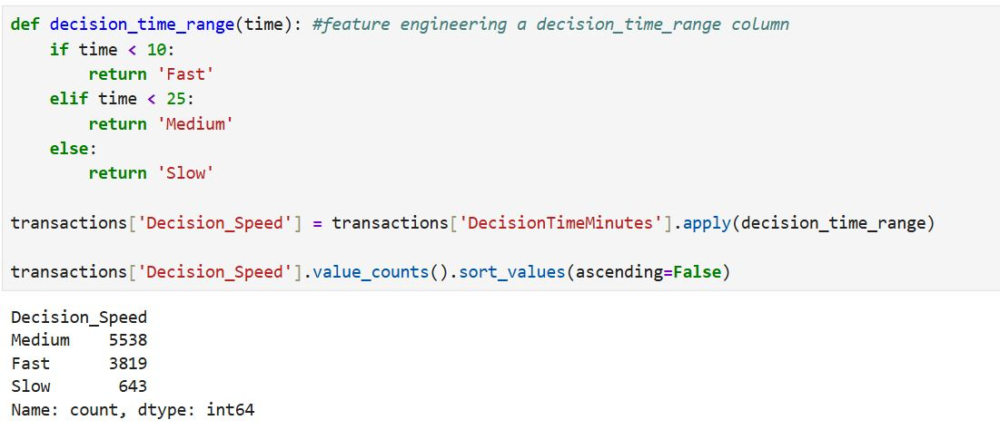 def decision_time_range(time): #feature engineering a decision_time_range column
    if time < 10:
        return 'Fast'
    elif time < 25:
        return 'Medium'
    else:
        return 'Slow'
transactions['Decision_Speed'] = transactions['DecisionTimeMinutes'].apply(decision_time_range)
transactions['Decision_Speed'].value_counts().sort_values(ascending=False)
Decision_Speed
Medium    5538
Fast      3819
Slow       643
Name: count, dtype: int64